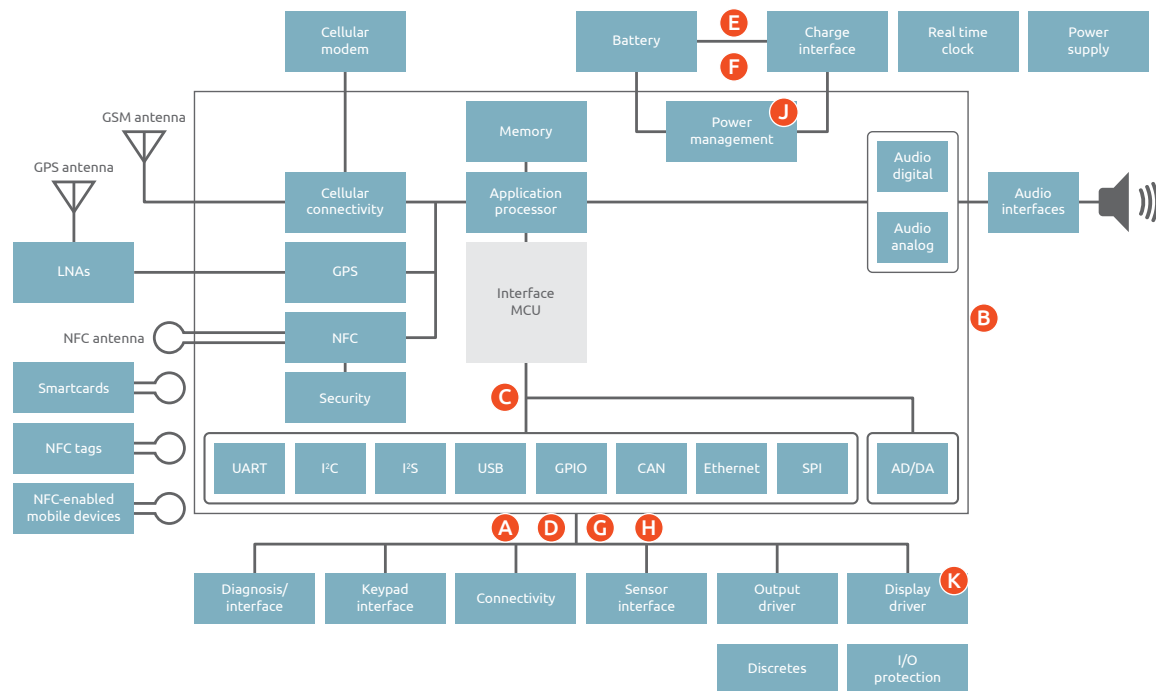 Cellular
modem
Battery
E
F
Charge
interface
Real time
clock
Power
supply
GSM antenna
GPS antenna
Memory
Power
management
J
Audio
digital
Audio
analog
Cellular
connectivity
Application
processor
Audio
interfaces
LNAs
GPS
Interface
MCU
NFC antenna
NFC
B
Smartcards
Security
C
NFC tags
UART
I²C
I²S
USB
GPIO
CAN
Ethernet
SPI
AD/DA
NFC-enabled
mobile devices
A
D
G
H
Diagnosis/
interface
Keypad
interface
Connectivity
Sensor
interface
Output
driver
Display
driver
K
Discretes
I/O
protection